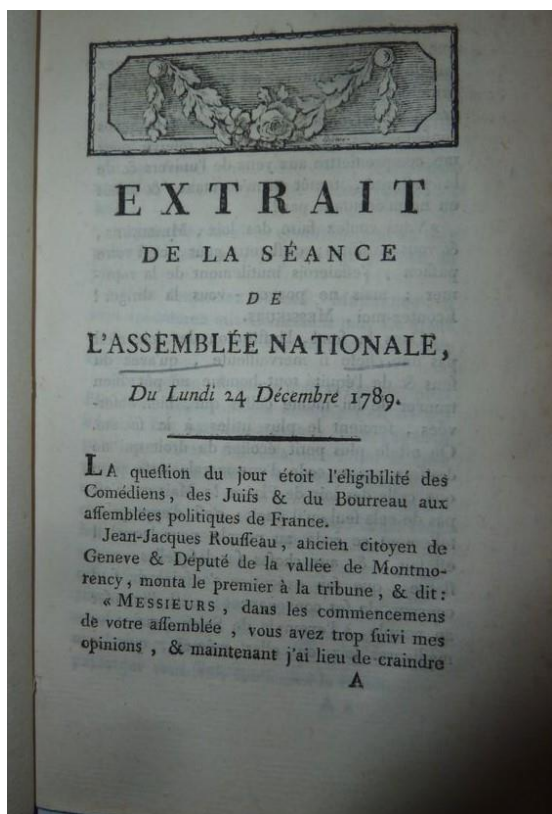 EXTRAIT
DE LA SÉANCE
DE
L'ASSEMBLÉE NATIONALE,
Du Lundi 24 Décembre 1789.
LA queſtion du jour étoit l'éligibilité des
Comédiens, des Juifs & du Bourreau aux
aſſemblées politiques de France.
Jean-Jacques Rouſſeau, ancien citoyen de
Geneve & Député de la vallée de Montmo-
rency, monta le premier à la tribune, & dit:
« MESSIEURS, dans les commencemens
de votre aſſemblée, vous avez trop ſuivi mes
opinions, & maintenant j'ai lieu de craindre
A